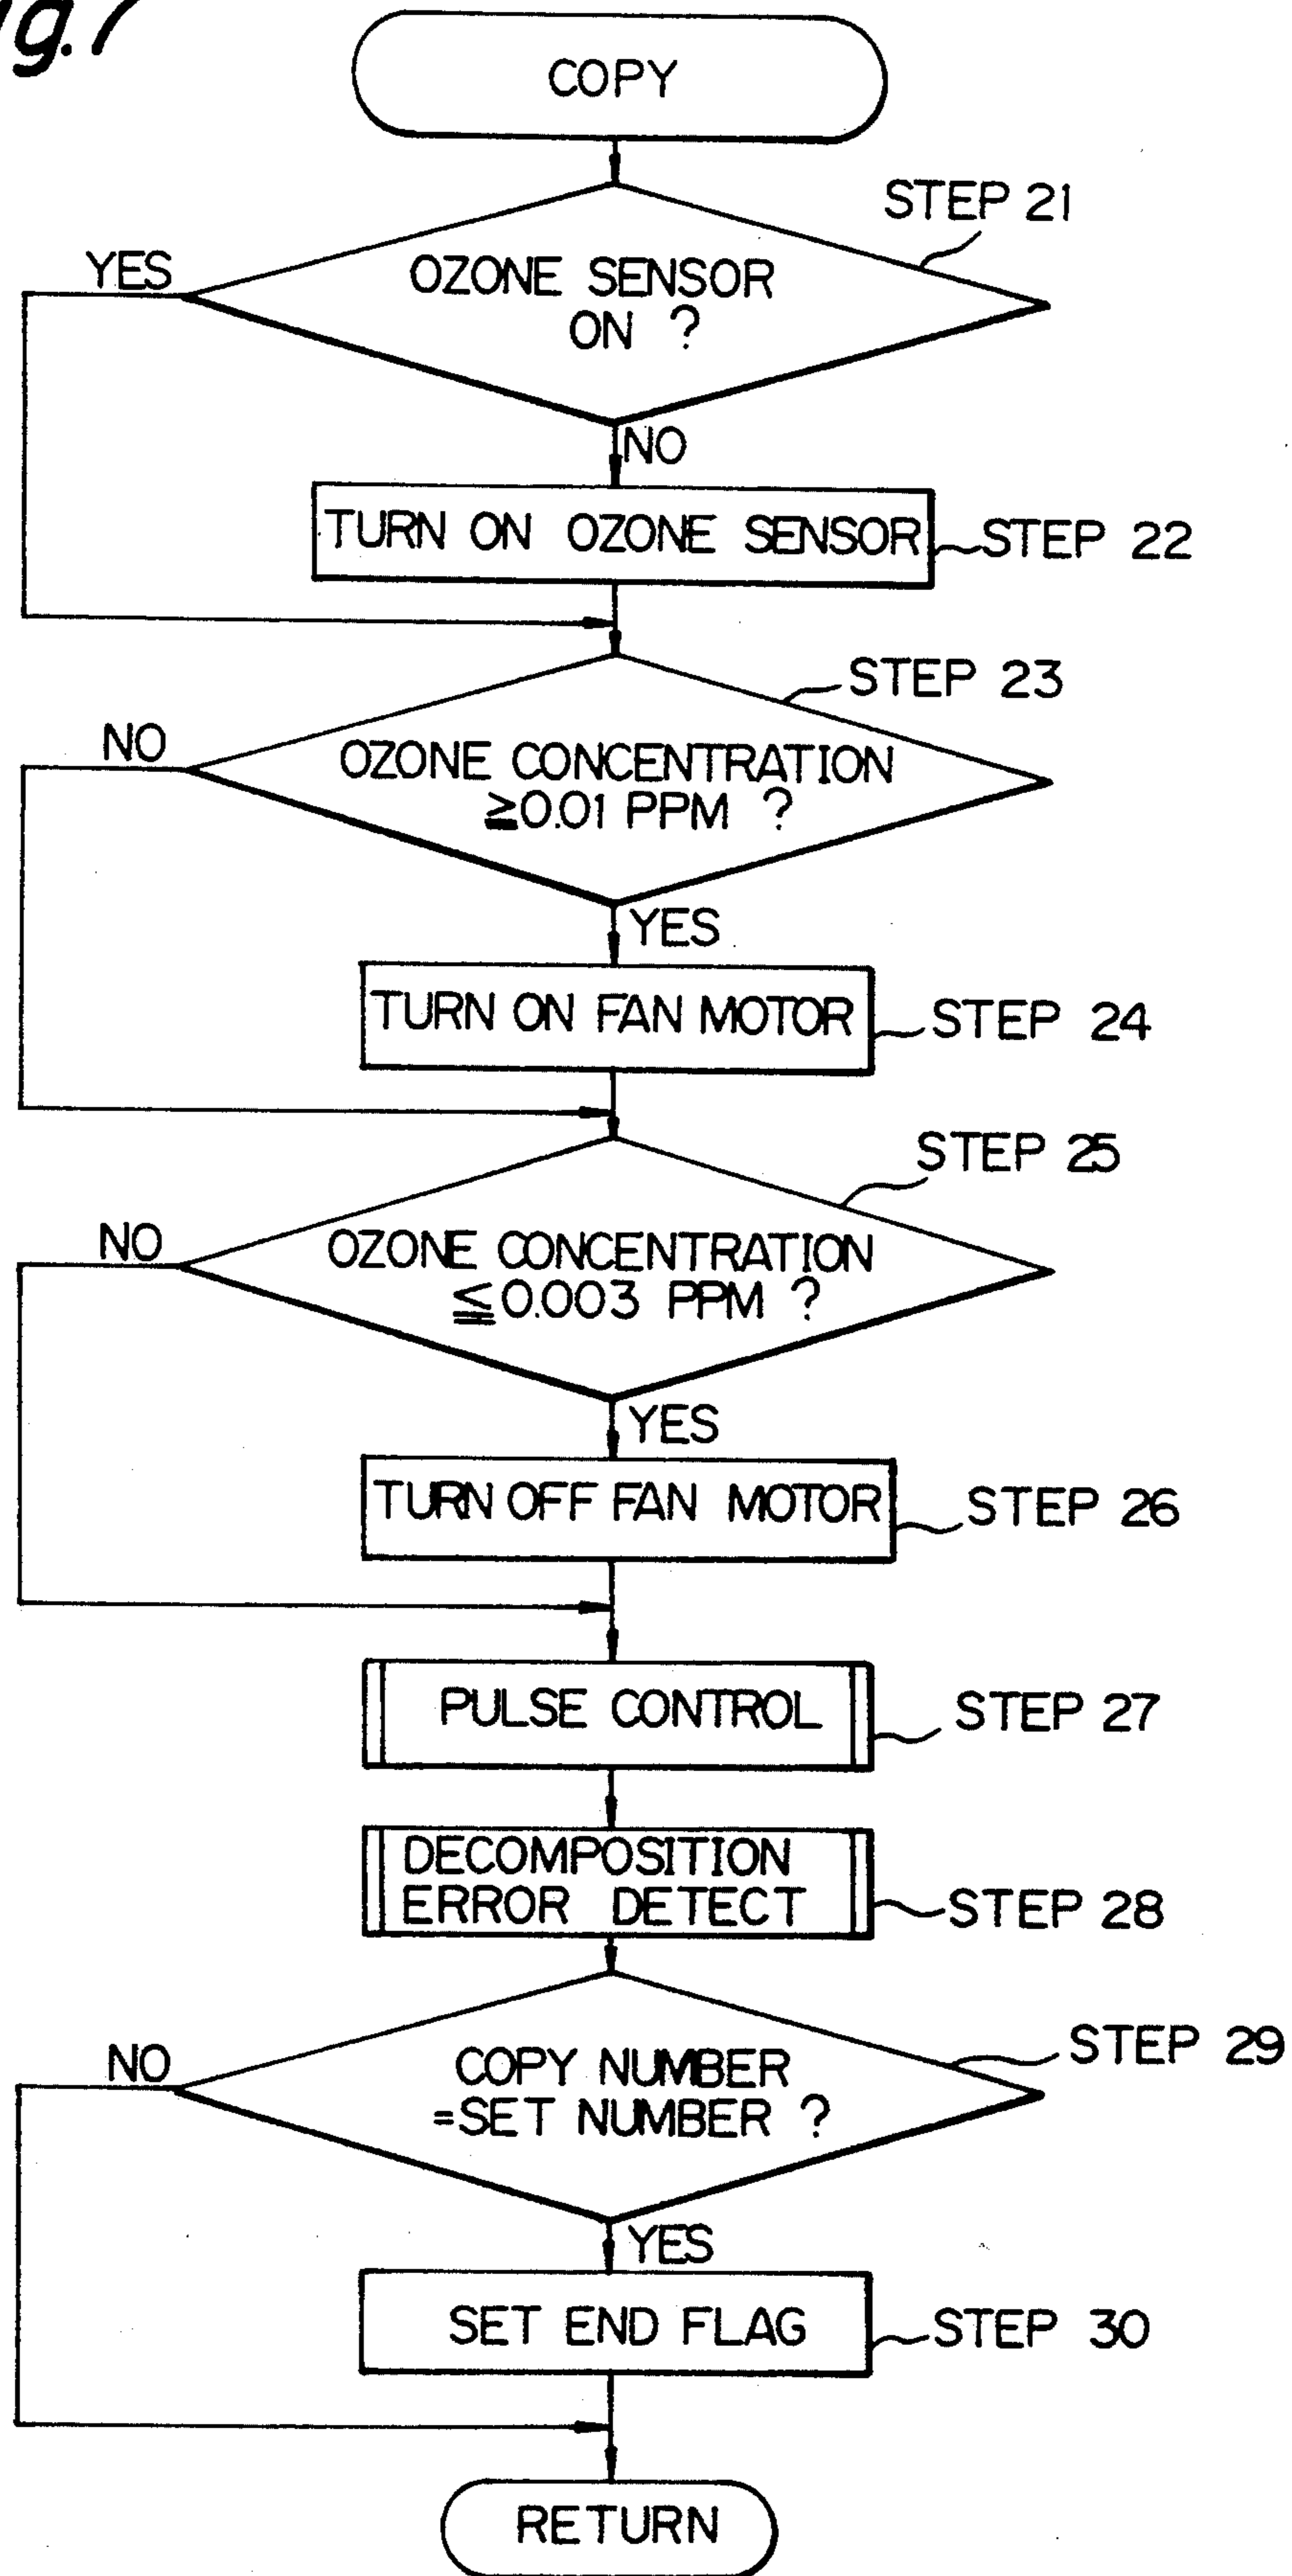 ig.7
COPY
STEP 21
YES
OZONE SENSOR
ON ?
NO
TURN ON OZONE SENSOR
STEP 22
STEP 23
NO
OZONE CONCENTRATION
≧0.01 PPM ?
YES
TURN ON FAN MOTOR
STEP 24
STEP 25
NO
OZONE CONCENTRATION
≦0.003 PPM ?
YES
TURN OFF FAN MOTOR
STEP 26
PULSE CONTROL
STEP 27
DECOMPOSITION
ERROR DETECT
STEP 28
STEP 29
NO
COPY NUMBER
=SET NUMBER ?
YES
SET END FLAG
STEP 30
RETURN